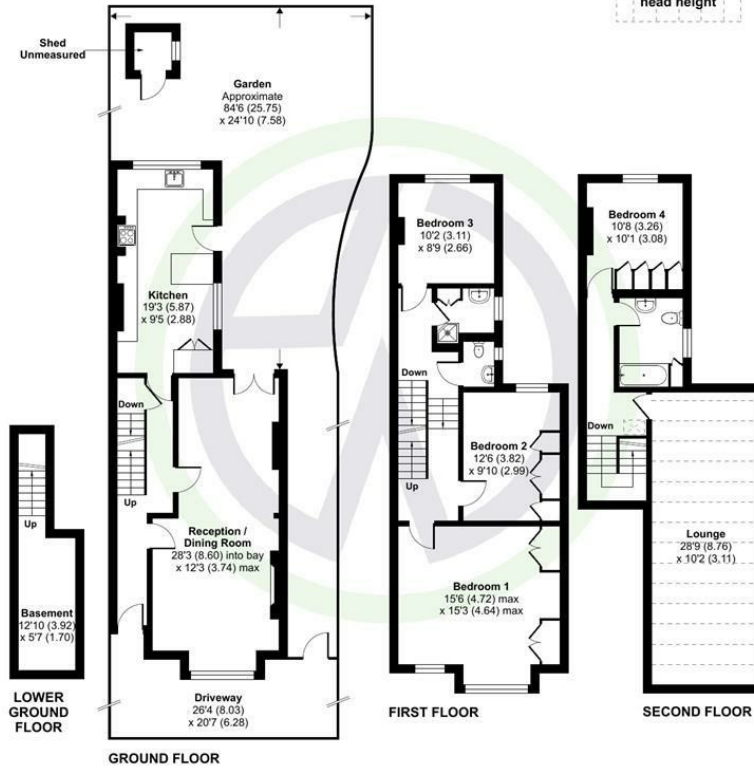 head height
Shed
Unmeasured
Garden
Approximate
84'6 (25.75)
x 24'10 (7.58)
Kitchen
19'3 (5.87)
x 9'5 (2.88)
Down
Up
Reception /
Dining Room
28'3 (8.60) into bay
x 12'3 (3.74) max
Driveway
26'4 (8.03)
x 20'7 (6.28)
GROUND FLOOR
Up
Basement
12'10 (3.92)
x 5'7 (1.70)
LOWER
GROUND
FLOOR
Bedroom 3
10'2 (3.11)
x 8'9 (2.66)
Down
Up
Bedroom 2
12'6 (3.82)
x 9'10 (2.99)
Bedroom 1
15'6 (4.72) max
x 15'3 (4.64) max
FIRST FLOOR
Bedroom 4
10'8 (3.26)
x 10'1 (3.08)
Down
Lounge
28'9 (8.76)
x 10'2 (3.11)
SECOND FLOOR